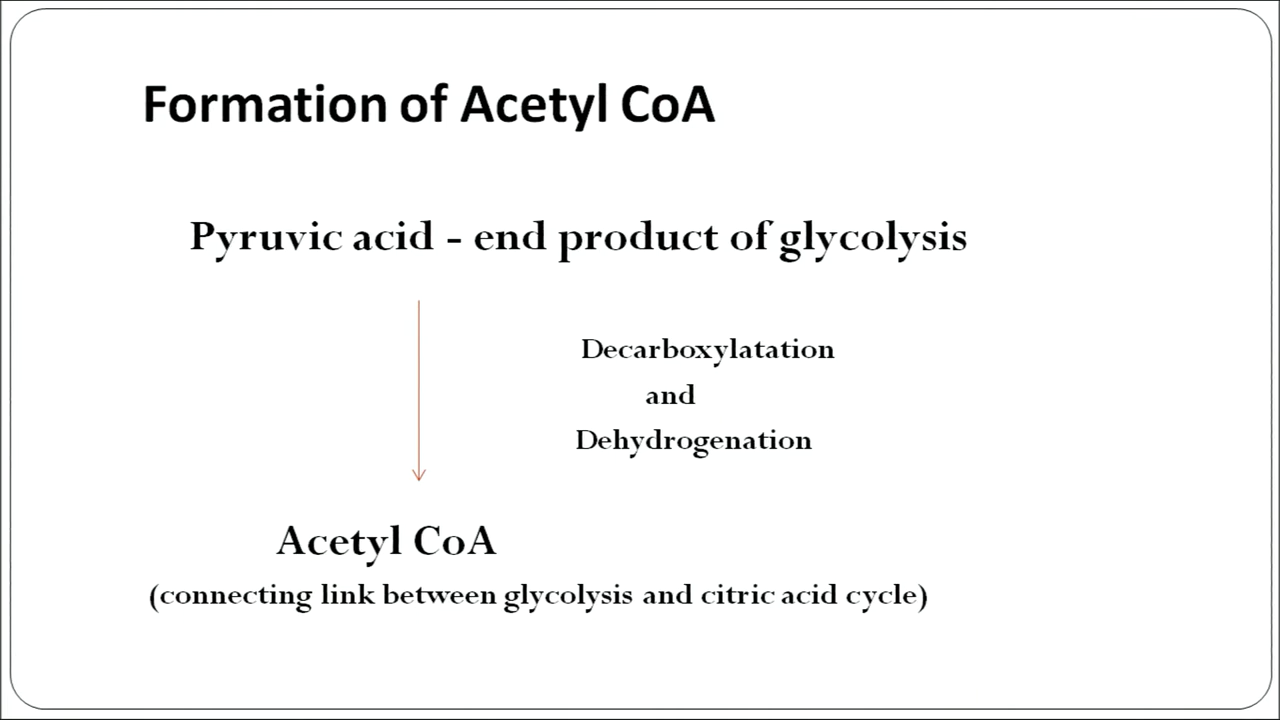 Formation of Acetyl CoA
Pyruvic acid - end product of glycolysis
Decarboxylatation
and
Dehydrogenation
Acetyl CoA
(connecting link between glycolysis and citric acid cycle)